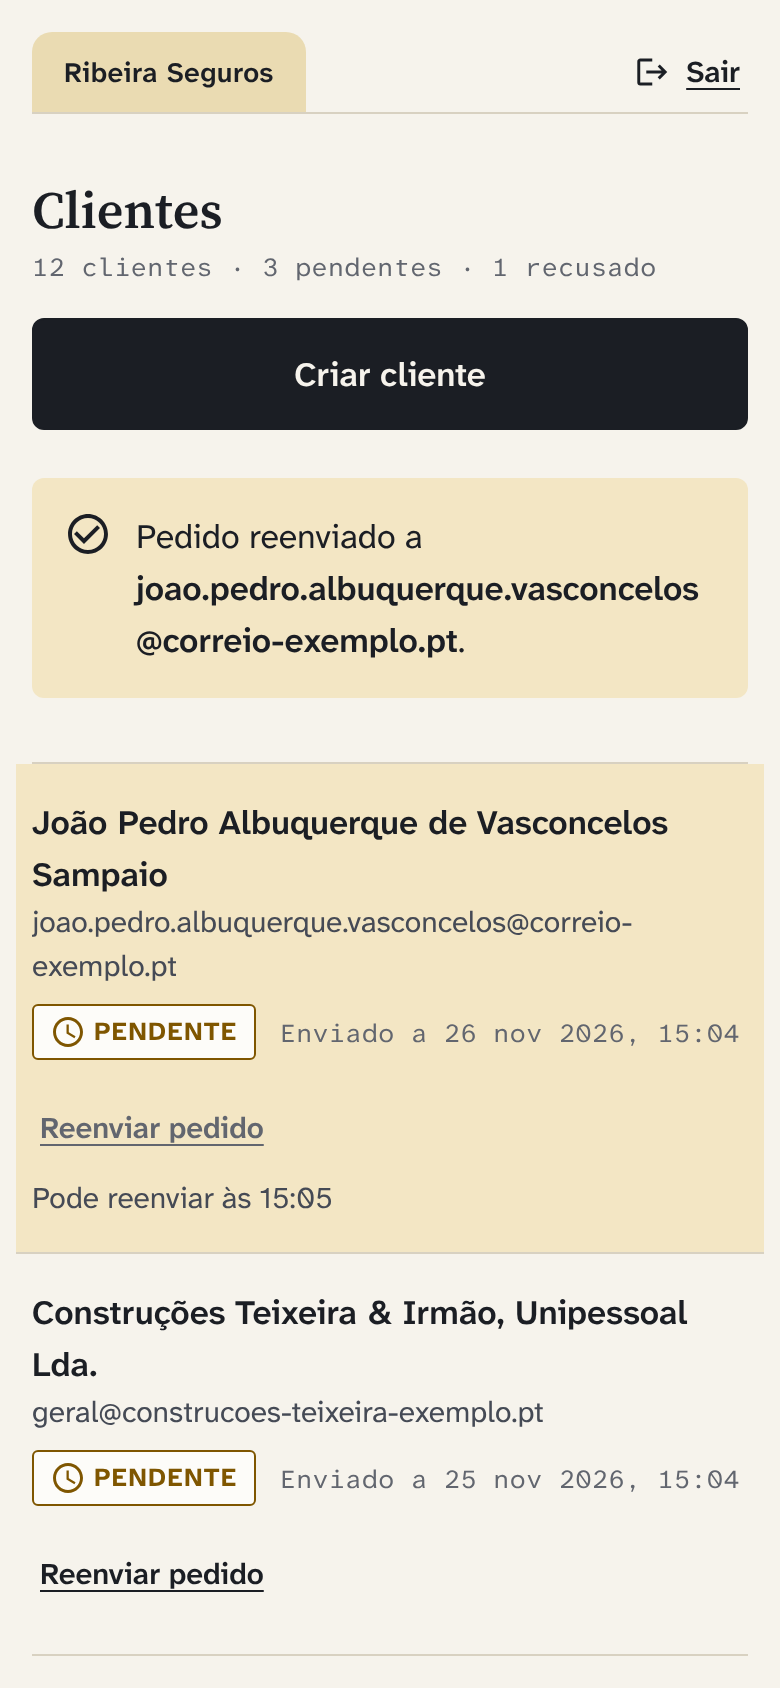 Ribeira Seguros
Sair
Clientes
12 clientes · 3 pendentes · 1 recusado
Criar cliente
Pedido reenviado a
joao.pedro.albuquerque.vasconcelos
@correio-exemplo.pt.
João Pedro Albuquerque de Vasconcelos
Sampaio
joao.pedro.albuquerque.vasconcelos@correio-
exemplo.pt
PENDENTE Enviado a 26 nov 2026, 15:04
Reenviar pedido
Pode reenviar às 15:05
Construções Teixeira & Irmão, Unipessoal
Lda.
geral@construcoes-teixeira-exemplo.pt
PENDENTE Enviado a 25 nov 2026, 15:04
Reenviar pedido